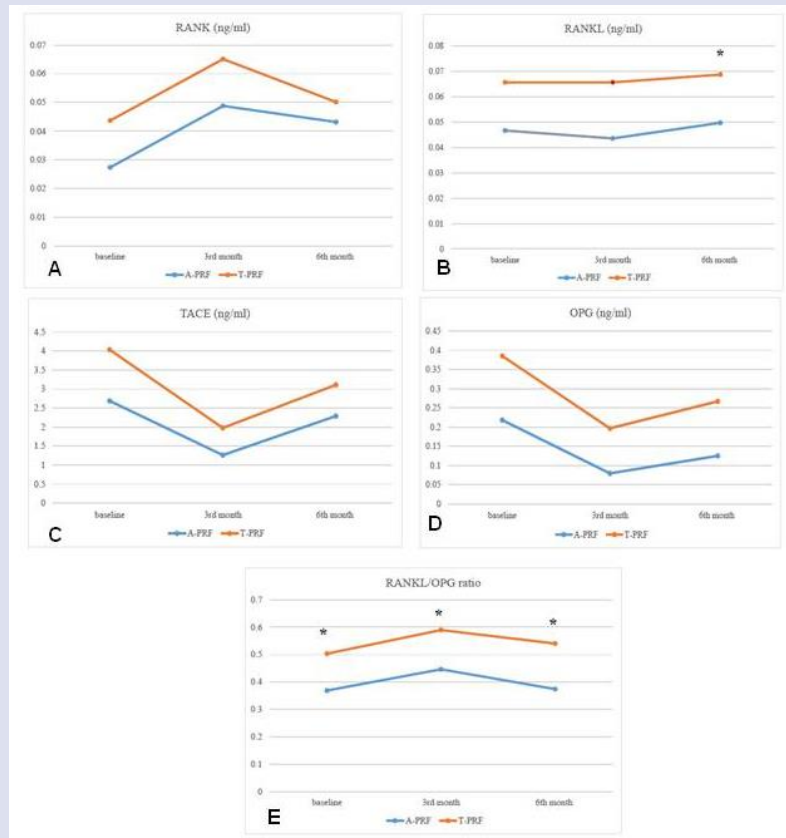 RANK (ng/ml)
0.07
0.06
0.05
0.04
0.03
0.02
0.01
0
baseline 3rd month 6th month
A-PRF T-PRF
A
RANKL (ng/ml)
0.08
0.07
0.06
0.05
0.04
0.03
0.02
0.01
0
*
baseline 3rd month 6th month
A-PRF T-PRF
B
TACE (ng/ml)
4.5
4
3.5
3
2.5
2
1.5
1
0.5
0
baseline 3rd month 6th month
A-PRF T-PRF
C
OPG (ng/ml)
0.45
0.4
0.35
0.3
0.25
0.2
0.15
0.1
0.05
0
baseline 3rd month 6th month
A-PRF T-PRF
D
RANKL/OPG ratio
0.7
0.6
0.5
0.4
0.3
0.2
0.1
0
* * *
baseline 3rd month 6th month
A-PRF T-PRF
E